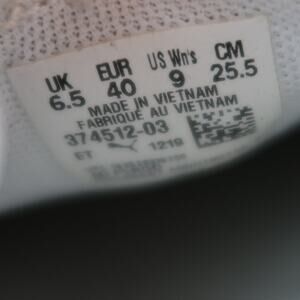 UK EUR US Wn's CM
6.5 40 9 25.5
MADE IN VIETNAM
FABRIQUE AU VIETNAM
374512-03
ET 1219